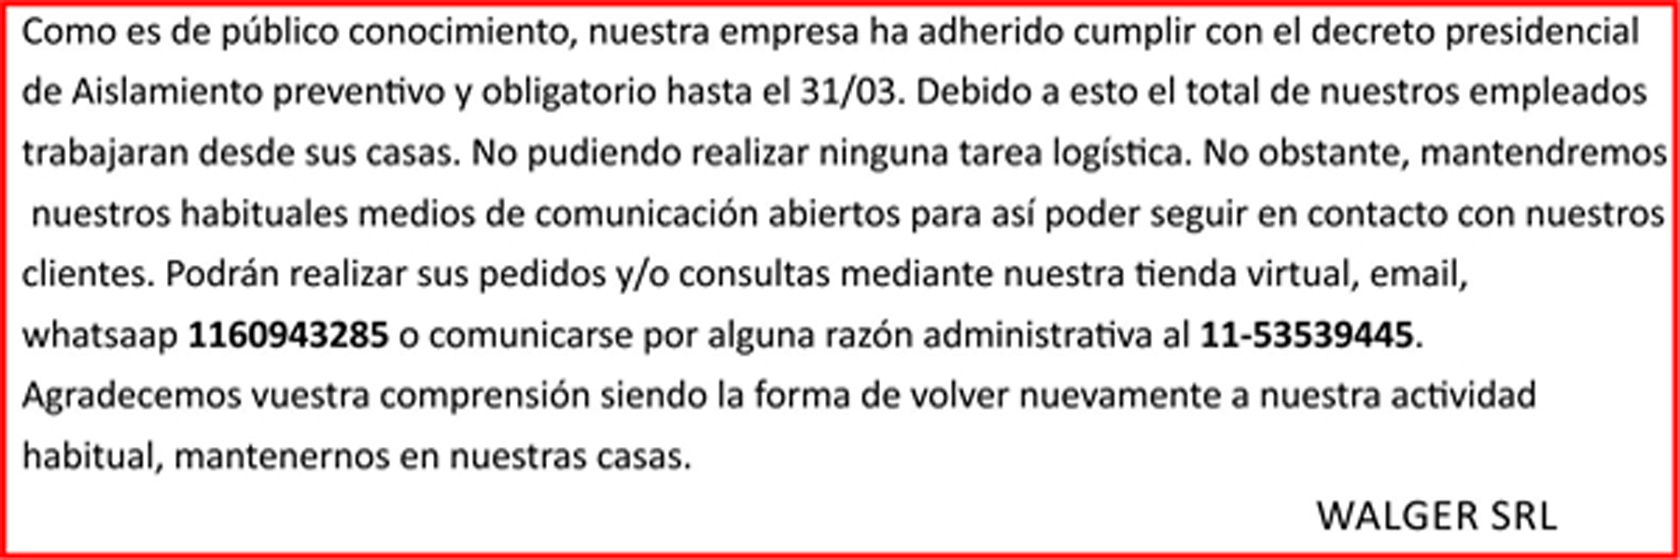 Como es de público conocimiento, nuestra empresa ha adherido cumplir con el decreto presidencial
de Aislamiento preventivo y obligatorio hasta el 31/03. Debido a esto el total de nuestros empleados
trabajaran desde sus casas. No pudiendo realizar ninguna tarea logística. No obstante, mantendremos
nuestros habituales medios de comunicación abiertos para así poder seguir en contacto con nuestros
clientes. Podrán realizar sus pedidos y/o consultas mediante nuestra tienda virtual, email,
whatsaap 1160943285 o comunicarse por alguna razón administrativa al 11-53539445.
Agradecemos vuestra comprensión siendo la forma de volver nuevamente a nuestra actividad
habitual, mantenernos en nuestras casas.
WALGER SRL